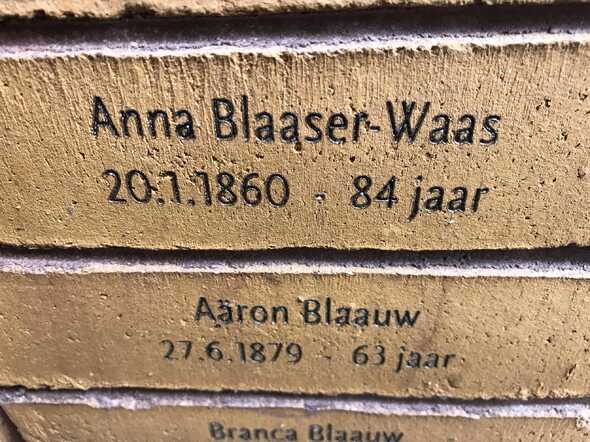 Anna Blaaser-Waas
20.1.1860 - 84 jaar
Aäron Blaauw
27.6.1879 - 63 jaar
Branca Blaauw